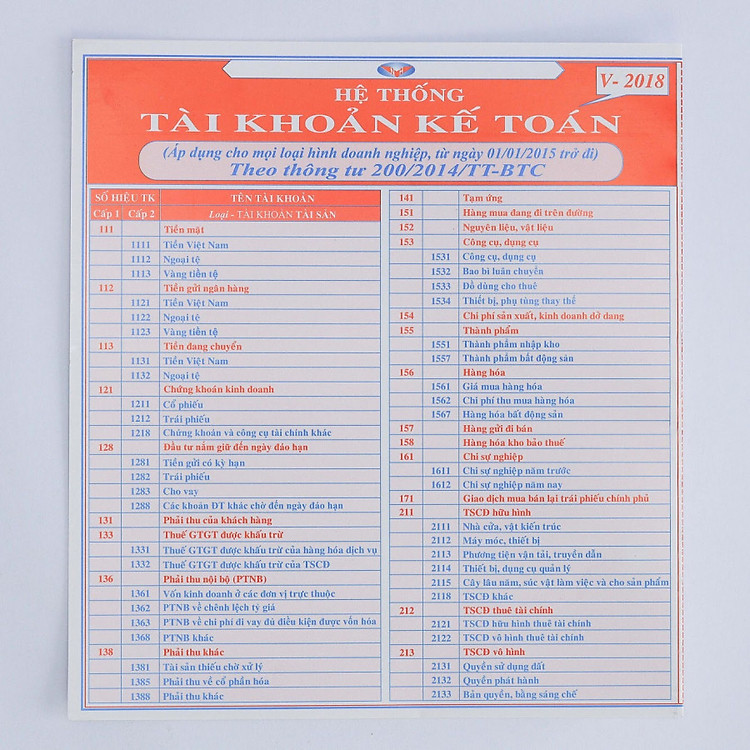 V- 2018
HỆ THỐNG
TÀI KHOẢN KẾ TOÁN
(Áp dụng cho mọi loại hình doanh nghiệp, từ ngày 01/01/2015 trở đi)
Theo thông tư 200/2014/TT-BTC
SỐ HIỆU TK TÊN TÀI KHOẢN
Cấp 1 Cấp 2 Loại - TÀI KHOẢN TÀI SẢN
111 Tiền mặt
1111 Tiền Việt Nam
1112 Ngoại tệ
1113 Vàng tiền tệ
112 Tiền gửi ngân hàng
1121 Tiền Việt Nam
1122 Ngoại tệ
1123 Vàng tiền tệ
113 Tiền đang chuyển
1131 Tiền Việt Nam
1132 Ngoại tệ
121 Chứng khoán kinh doanh
1211 Cổ phiếu
1212 Trái phiếu
1218 Chứng khoán và công cụ tài chính khác
128 Đầu tư nắm giữ đến ngày đáo hạn
1281 Tiền gửi có kỳ hạn
1282 Trái phiếu
1283 Cho vay
1288 Các khoản ĐT khác chờ đến ngày đáo hạn
131 Phải thu của khách hàng
133 Thuế GTGT được khấu trừ
1331 Thuế GTGT được khấu trừ của hàng hóa dịch vụ
1332 Thuế GTGT được khấu trừ của TSCĐ
136 Phải thu nội bộ (PTNB)
1361 Vốn kinh doanh ở các đơn vị trực thuộc
1362 PTNB về chênh lệch tỷ giá
1363 PTNB về chi phí đi vay đủ điều kiện được vốn hóa
1368 PTNB khác
138 Phải thu khác
1381 Tài sản thiếu chờ xử lý
1385 Phải thu về cổ phần hóa
1388 Phải thu khác
141 Tạm ứng
151 Hàng mua đang đi trên đường
152 Nguyên liệu, vật liệu
153 Công cụ, dụng cụ
1531 Công cụ, dụng cụ
1532 Bao bì luân chuyển
1533 Đồ dùng cho thuê
1534 Thiết bị, phụ tùng thay thế
154 Chi phí sản xuất, kinh doanh dở dang
155 Thành phẩm
1551 Thành phẩm nhập kho
1557 Thành phẩm bất động sản
156 Hàng hóa
1561 Giá mua hàng hóa
1562 Chi phí thu mua hàng hóa
1567 Hàng hóa bất động sản
157 Hàng gửi đi bán
158 Hàng hóa kho bảo thuế
161 Chi sự nghiệp
1611 Chi sự nghiệp năm trước
1612 Chi sự nghiệp năm nay
171 Giao dịch mua bán lại trái phiếu chính phủ
211 TSCĐ hữu hình
2111 Nhà cửa, vật kiến trúc
2112 Máy móc, thiết bị
2113 Phương tiện vận tải, truyền dẫn
2114 Thiết bị, dụng cụ quản lý
2115 Cây lâu năm, súc vật làm việc và cho sản phẩm
2118 TSCĐ khác
212 TSCĐ thuê tài chính
2121 TSCĐ hữu hình thuê tài chính
2122 TSCĐ vô hình thuê tài chính
213 TSCĐ vô hình
2131 Quyền sử dụng đất
2132 Quyền phát hành
2133 Bản quyền, bằng sáng chế